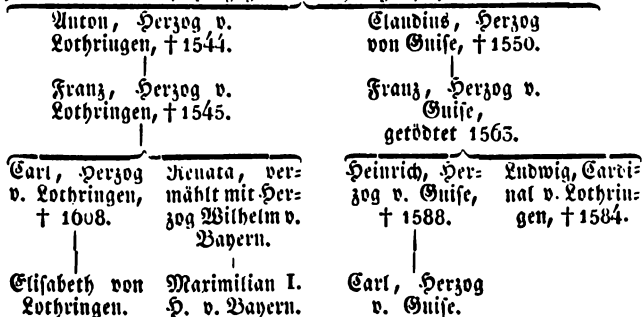 Anton, Herzog v.
Lothringen, † 1544.
Claudius, Herzog
von Guise, † 1550.
Franz, Herzog v.
Lothringen, † 1545.
Franz, Herzog v.
Guise,
getödtet 1563.
Carl, Herzog
v. Lothringen,
† 1608.
Renata, ver-
mählt mit Her-
zog Wilhelm v.
Bayern.
Heinrich, Her-
zog v. Guise,
† 1588.
Ludwig, Cardi-
nal v. Lothrin-
gen, † 1584.
Elisabeth von
Lothringen.
Maximilian I.
H. v. Bayern.
Carl, Herzog
v. Guise.